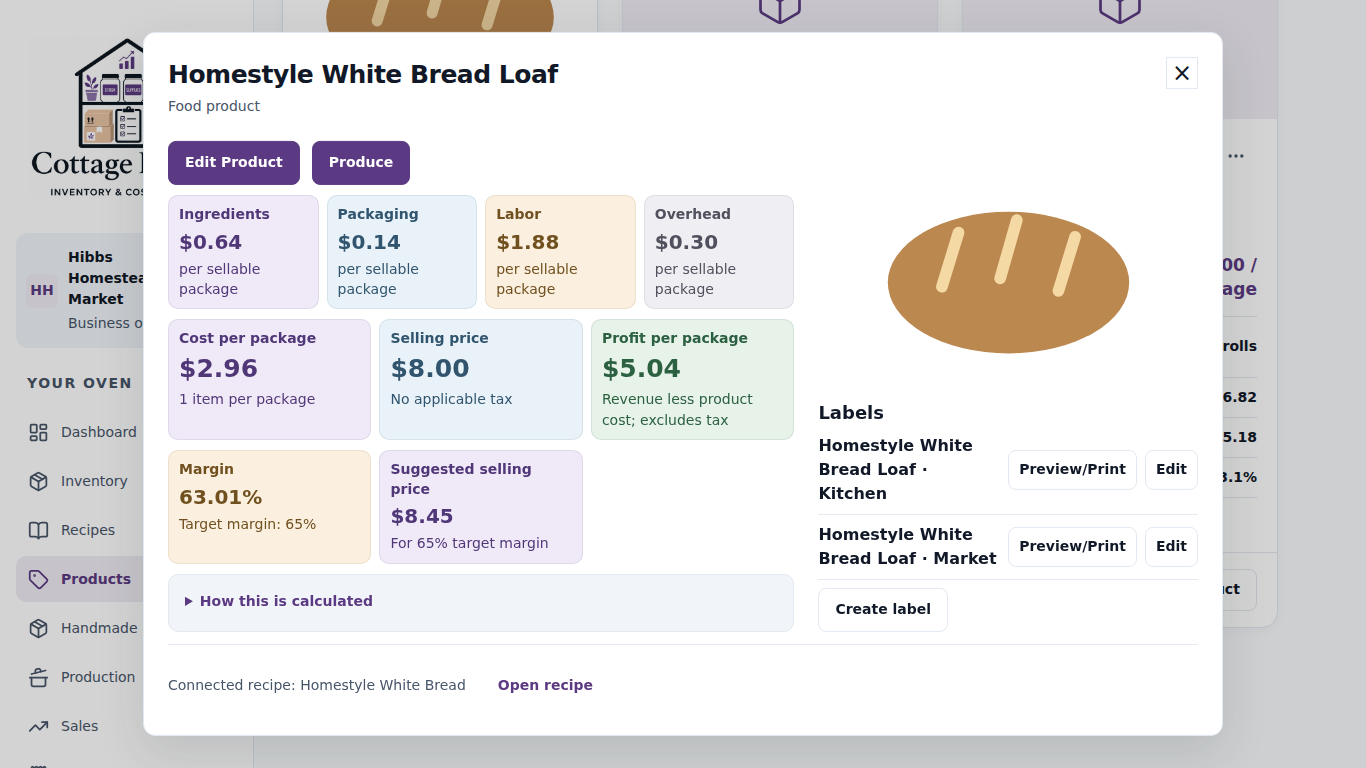 Homestyle White Bread Loaf
Food product
Edit Product
Produce
Ingredients
$0.64
per sellable
package
Packaging
$0.14
per sellable
package
Labor
$1.88
per sellable
package
Overhead
$0.30
per sellable
package
Cost per package
$2.96
1 item per package
Selling price
$8.00
No applicable tax
Profit per package
$5.04
Revenue less product
cost; excludes tax
Margin
63.01%
Target margin: 65%
Suggested selling
price
$8.45
For 65% target margin
How this is calculated
Connected recipe: Homestyle White Bread
Open recipe
Labels
Homestyle White
Bread Loaf ·
Kitchen
Preview/Print
Edit
Homestyle White
Bread Loaf · Market
Preview/Print
Edit
Create label
Cottage
INVENTORY & COS
HH
Hibbs
Homestea
Market
Business o
YOUR OVEN
Dashboard
Inventory
Recipes
Products
Handmade
Production
Sales
00 /
age
rolls
6.82
5.18
3.1%
uct